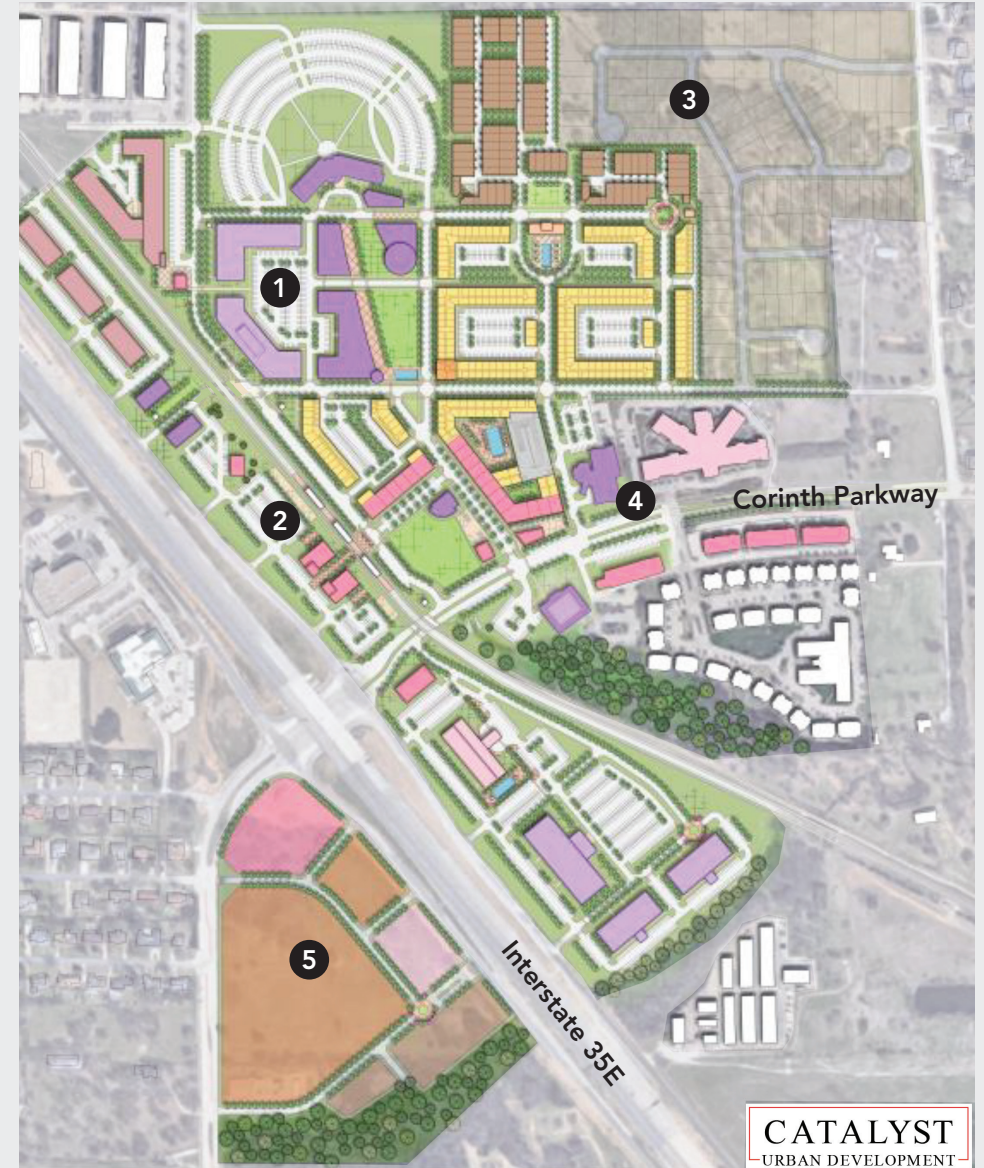 3
1
4
Corinth Parkway
2
5
Interstate 35E
CATALYST
URBAN DEVELOPMENT